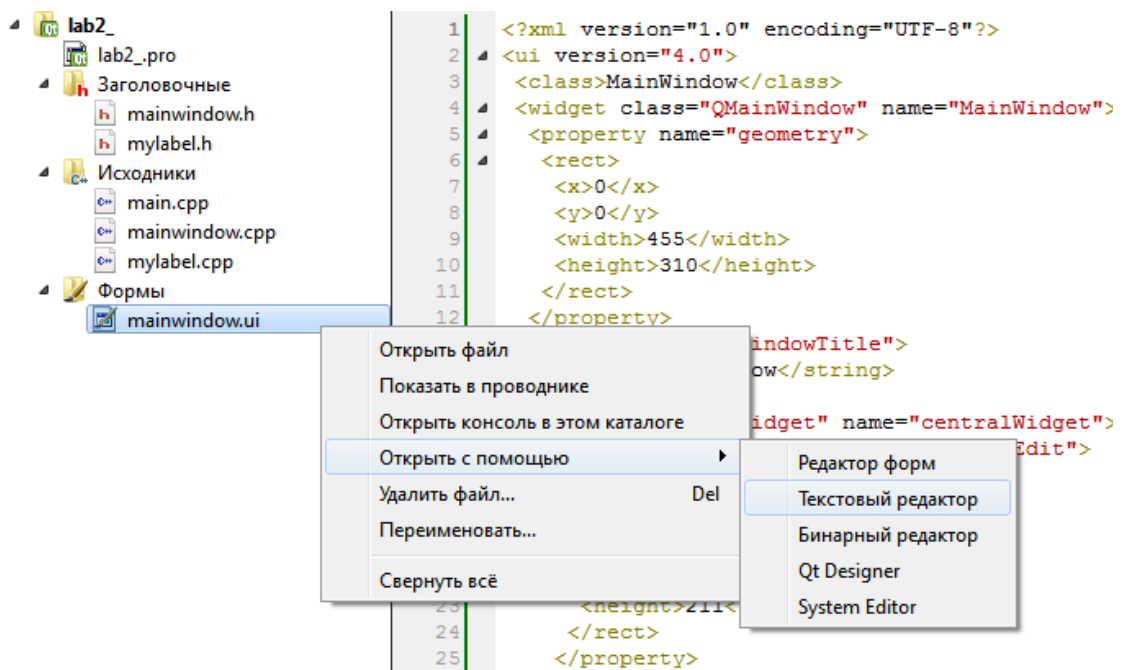 lab2_
lab2_.pro
Заголовочные
mainwindow.h
mylabel.h
Исходники
main.cpp
mainwindow.cpp
mylabel.cpp
Формы
mainwindow.ui
1 <?xml version="1.0" encoding="UTF-8"?>
2 <ui version="4.0">
3 <class>MainWindow</class>
4 <widget class="QMainWindow" name="MainWindow">
5 <property name="geometry">
6 <rect>
7 <x>0</x>
8 <y>0</y>
9 <width>455</width>
10 <height>310</height>
11 </rect>
12 </property>
indowTitle">
ow</string>
idget" name="centralWidget">
Edit">
Открыть файл
Показать в проводнике
Открыть консоль в этом каталоге
Открыть с помощью
Удалить файл... Del
Переименовать...
Свернуть всё
Редактор форм
Текстовый редактор
Бинарный редактор
Qt Designer
System Editor
23 <height>211<
24 </rect>
25 </property>